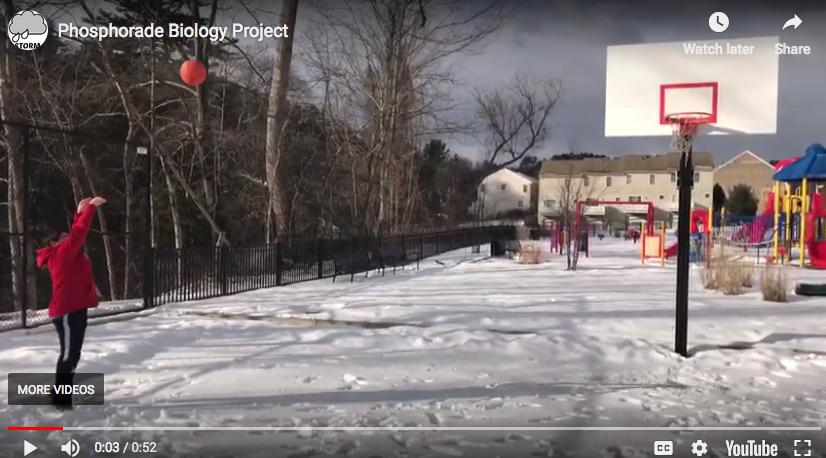 STORM
Phosphorade Biology Project
Watch later
Share
MORE VIDEOS
0:03 / 0:52
CC
YouTube